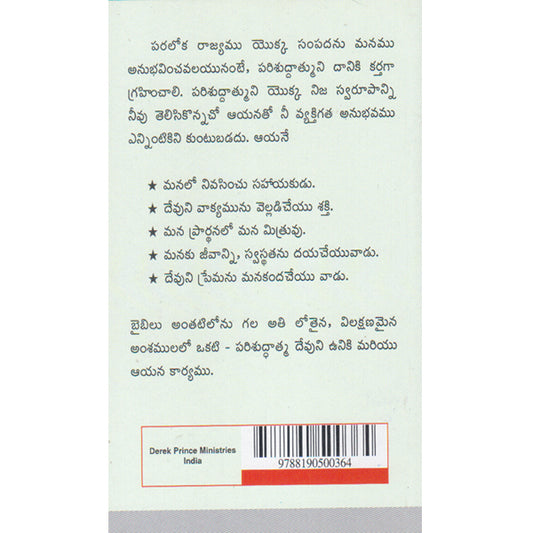 పరలోక రాజ్యము యొక్క సంపదను మనము
అనుభవించవలయునంటే, పరిశుద్దాత్ముని దానికి కర్తగా
గ్రహించాలి. పరిశుద్దాత్ముని యొక్క నిజ స్వరూపాన్ని
నీవు తెలిసికొన్నచో ఆయనతో నీ వ్యక్తిగత అనుభవము
ఎన్నింటికిని కుంటుబడదు. ఆయనే
★ మనలో నివసించు సహాయకుడు.
★ దేవుని వాక్యమును వెల్లడిచేయు శక్తి.
★ మన ప్రార్థనలో మన మిత్రువు.
★ మనకు జీవాన్ని, స్వస్థతను దయచేయువాడు.
★ దేవుని ప్రేమను మనకందచేయు వాడు.
బైబిలు అంతటిలోను గల అతి లోతైన, విలక్షణమైన
అంశములలో ఒకటి - పరిశుద్ధాత్మ దేవుని ఉనికి మరియు
ఆయన కార్యము.
Derek Prince Ministries
India
9788190500364